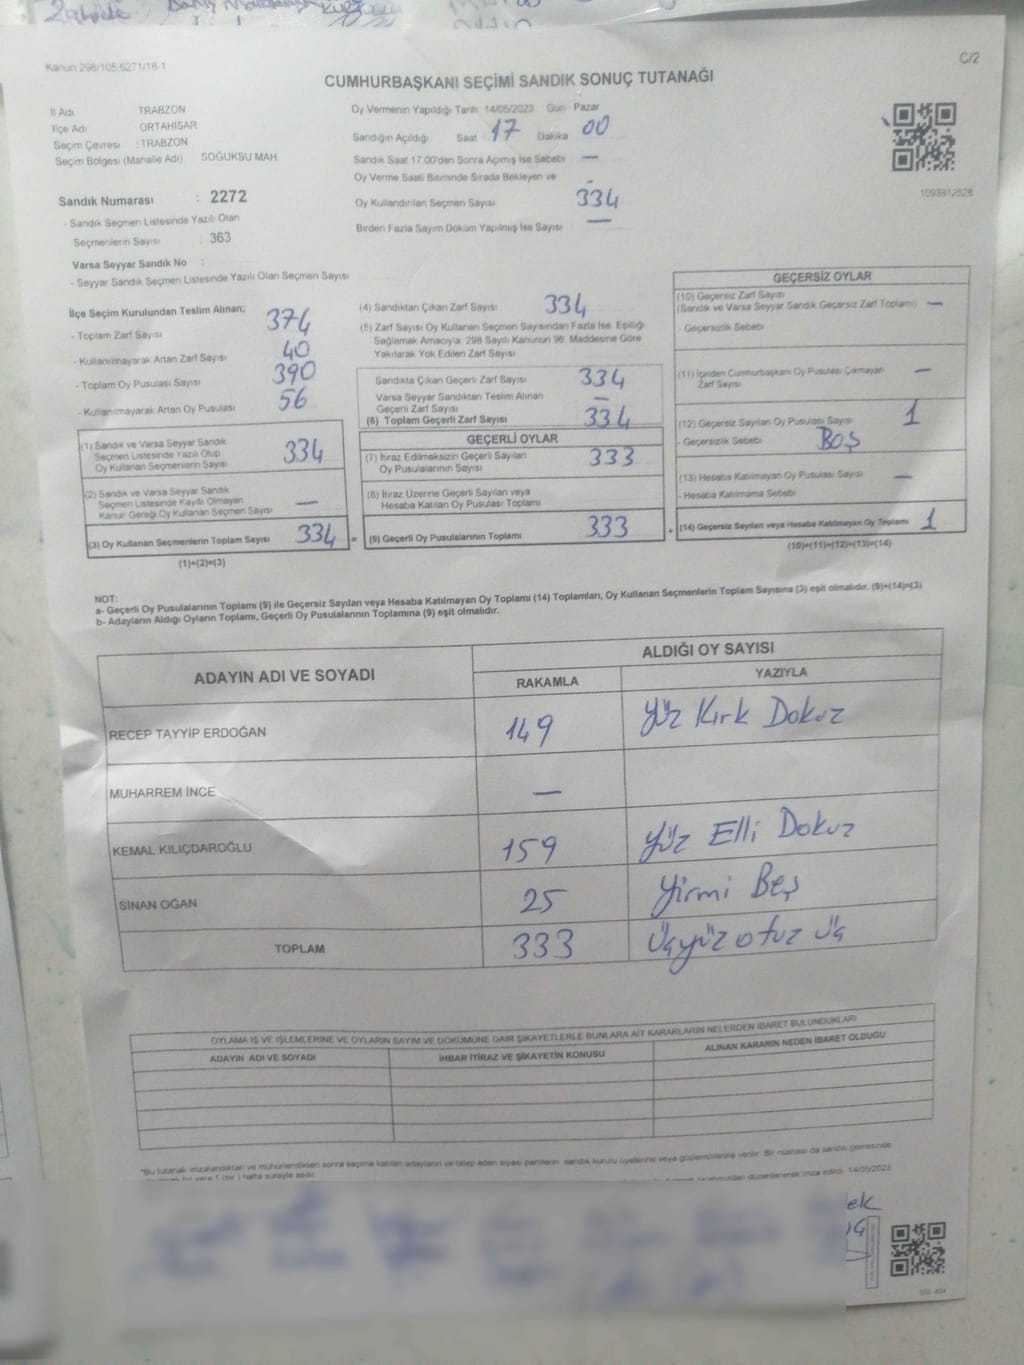 Kanun 298/105.6271/18-1
C/2
CUMHURBAŞKANI SEÇİMİ SANDIK SONUÇ TUTANAĞI
İl Adı TRABZON
İlçe Adı ORTAHİSAR
Seçim Çevresi : TRABZON
Seçim Bölgesi (Mahalle Adı) SOĞUKSU MAH.
Sandık Numarası : 2272
- Sandık Seçmen Listesinde Yazılı Olan
Seçmenlerin Sayısı : 363
Varsa Seyyar Sandık No :
- Seyyar Sandık Seçmen Listesinde Yazılı Olan Seçmen Sayısı
Oy Vermenin Yapıldığı Tarih 14/05/2023 Gün Pazar
Sandığın Açıldığı Saat 17 Dakika 00
Sandık Saat 17.00'den Sonra Açımış İse Sebebi —
Oy Verme Saati Bitiminde Sırada Bekleyen ve -
Oy Kullandırılan Seçmen Sayısı 334
Birden Fazla Sayım Döküm Yapılmış İse Sayısı —
1093812528
İlçe Seçim Kurulundan Teslim Alınan;
- Toplam Zarf Sayısı 374
- Kullanılmayarak Artan Zarf Sayısı 40
- Toplam Oy Pusulası Sayısı 390
- Kullanılmayarak Artan Oy Pusulası 56
(1) Sandık ve Varsa Seyyar Sandık
Seçmen Listesinde Yazılı Olup
Oy Kullanan Seçmenlerin Sayısı 334
(2) Sandık ve Varsa Seyyar Sandık
Seçmen Listesinde Kayıtlı Olmayan
Kanun Gereği Oy Kullanan Seçmen Sayısı —
(3) Oy Kullanan Seçmenlerin Toplam Sayısı 334 =
(1)+(2)=(3)
(4) Sandıktan Çıkan Zarf Sayısı 334
(5) Zarf Sayısı Oy Kullanan Seçmen Sayısından Fazla İse, Eşitliği
Sağlamak Amacıyla, 298 Sayılı Kanunun 98. Maddesine Göre
Yakılarak Yok Edilen Zarf Sayısı
Sandıkta Çıkan Geçerli Zarf Sayısı 334
Varsa Seyyar Sandıktan Teslim Alınan
Geçerli Zarf Sayısı —
(6) Toplam Geçerli Zarf Sayısı 334
GEÇERLİ OYLAR
(7) İtiraz Edilmeksizin Geçerli Sayılan
Oy Pusulalarının Sayısı 333
(8) İtiraz Üzerine Geçerli Sayılan veya
Hesaba Katılan Oy Pusulası Toplamı
(9) Geçerli Oy Pusulalarının Toplamı 333 +
GEÇERSİZ OYLAR
(10) Geçersiz Zarf Sayısı
(Sandık ve Varsa Seyyar Sandık Geçersiz Zarf Toplamı) —
- Geçersizlik Sebebi
(11) İçinden Cumhurbaşkanı Oy Pusulası Çıkmayan
Zarf Sayısı —
(12) Geçersiz Sayılan Oy Pusulası Sayısı 1
- Geçersizlik Sebebi BOŞ
(13) Hesaba Katılmayan Oy Pusulası Sayısı —
- Hesaba Katılmama Sebebi
(14) Geçersiz Sayılan veya Hesaba Katılmayan Oy Toplamı 1
(10)+(11)+(12)+(13)=(14)
NOT:
a- Geçerli Oy Pusulalarının Toplamı (9) ile Geçersiz Sayılan veya Hesaba Katılmayan Oy Toplamı (14) Toplamları, Oy Kullanan Seçmenlerin Toplam Sayısına (3) eşit olmalıdır. (9)+(14)=(3)
b- Adayların Aldığı Oyların Toplamı, Geçerli Oy Pusulalarının Toplamına (9) eşit olmalıdır.
ADAYIN ADI VE SOYADI
ALDIĞI OY SAYISI
RAKAMLA YAZIYLA
RECEP TAYYİP ERDOĞAN 149 Yüz Kırk Dokuz
MUHARREM İNCE —
KEMAL KILIÇDAROĞLU 159 Yüz Elli Dokuz
SİNAN OĞAN 25 Yirmi Beş
TOPLAM 333 Üçyüz otuz üç
OYLAMA İŞ VE İŞLEMLERİNE VE OYLARIN SAYIM VE DÖKÜMÜNE DAİR ŞİKAYETLERLE BUNLARA AİT KARARLARIN NELERDEN İBARET BULUNDUKLARI
ADAYIN ADI VE SOYADI İHBAR İTİRAZ VE ŞİKAYETİN KONUSU ALINAN KARARIN NEDEN İBARET OLDUĞU
*Bu tutanak imzalandıktan ve mühürlendikten sonra seçime katılan adayların ve talep eden siyasi partilerin sandık kurulu üyelerine veya gözlemcilerine verilir. Bir nüshası da sandık çevresinde
1 (bir) hafta süreyle asılır.
tarafımızdan düzenlenerek imza edildi. 14/05/2023